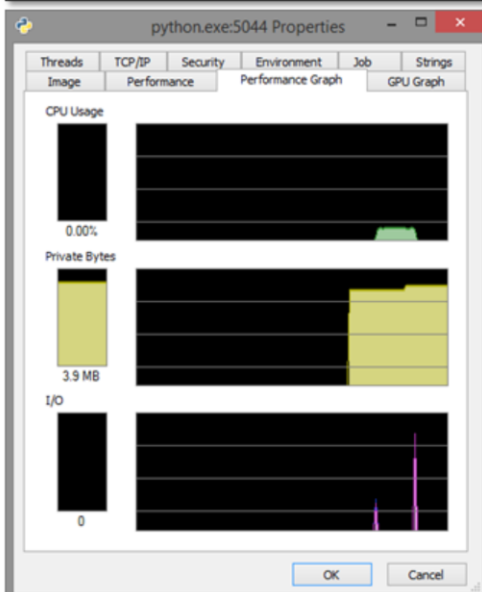 python.exe:5044 Properties
Threads TCP/IP Security Environment Job Strings
Image Performance Performance Graph GPU Graph
CPU Usage
0.00%
Private Bytes
3.9 MB
I/O
0
OK Cancel